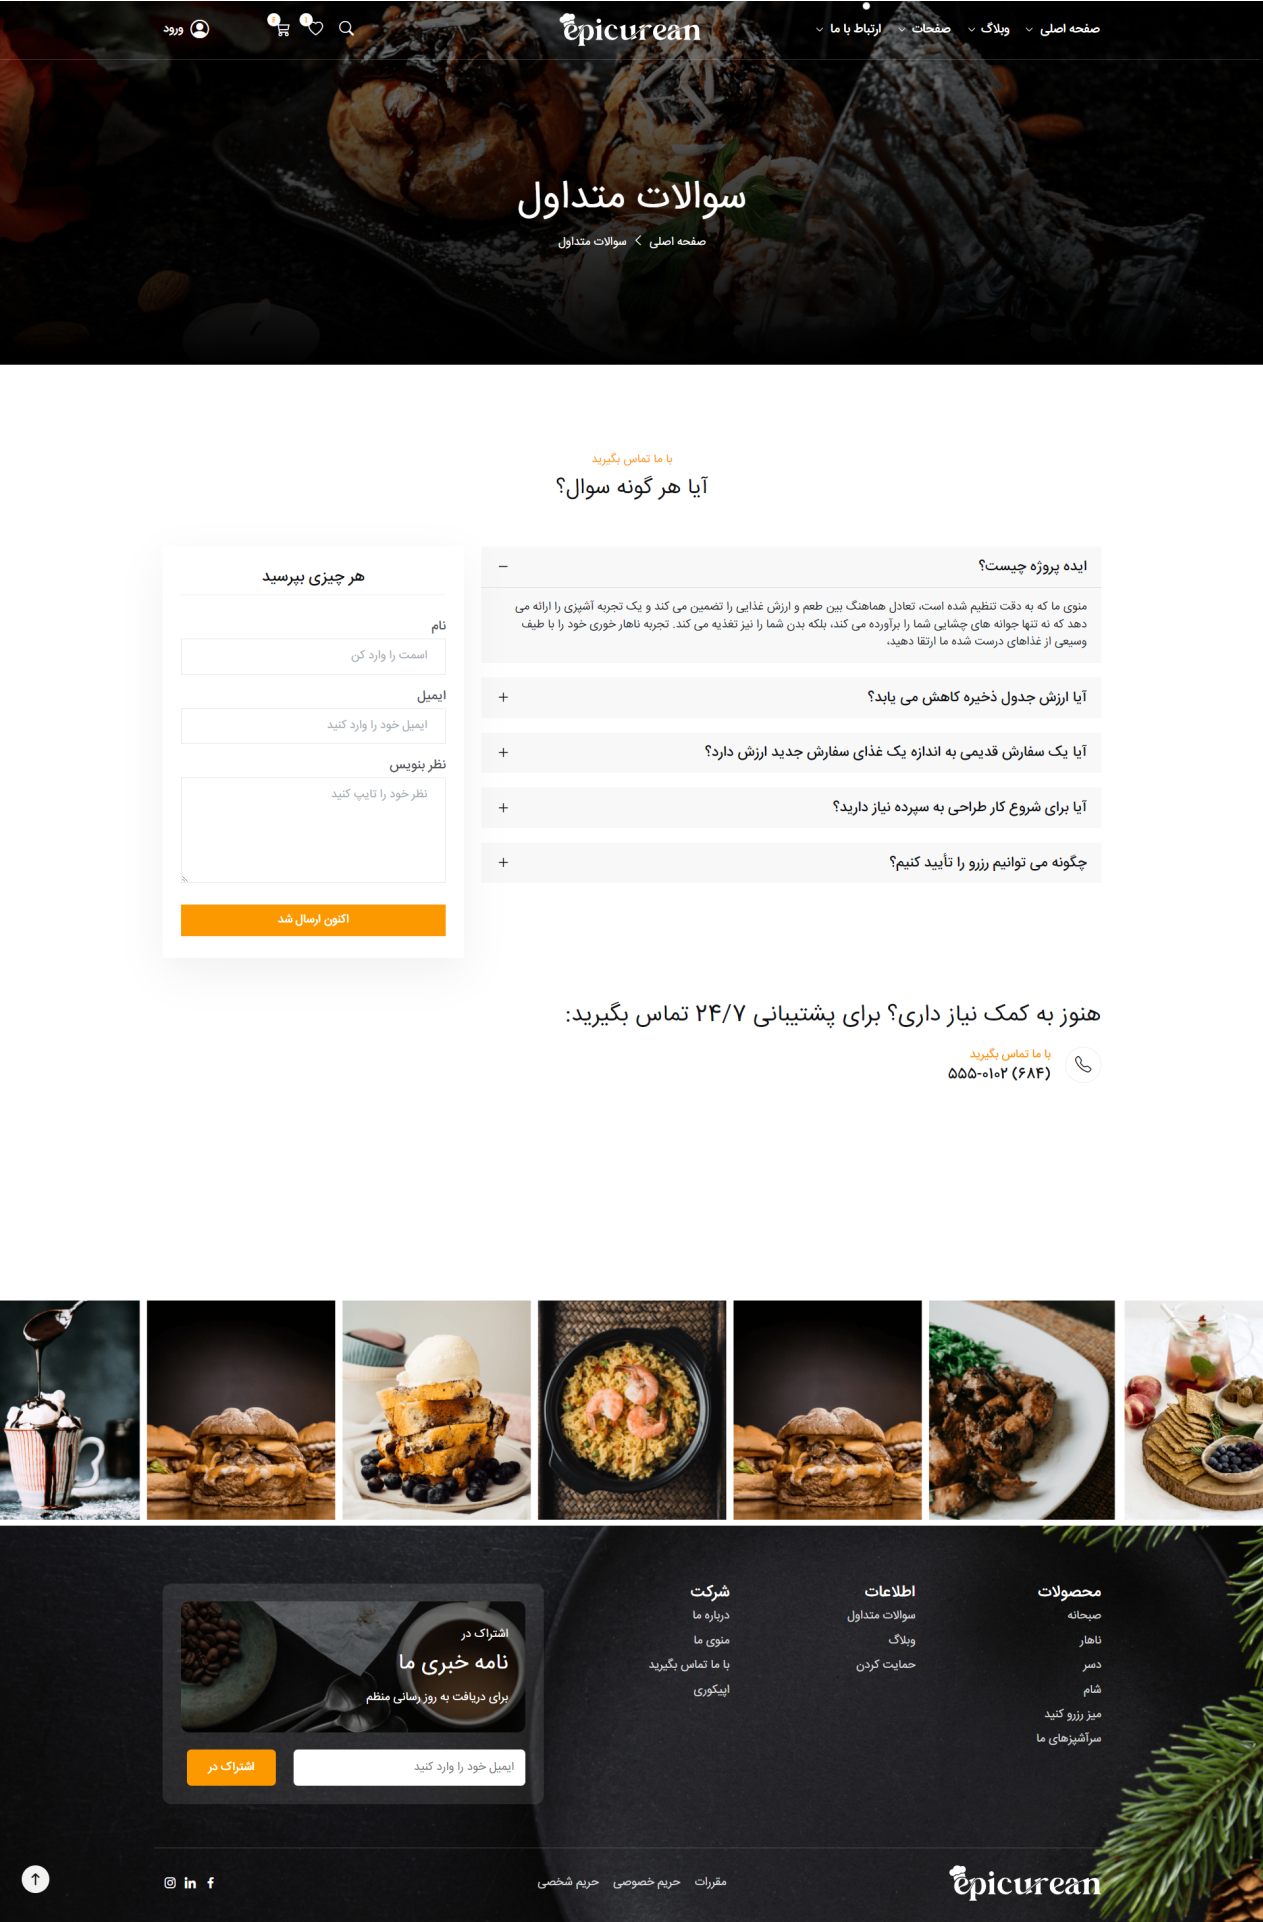 صفحه اصلی
وبلاگ
صفحات
ارتباط با ما
epicurean
ورود
سوالات متداول
صفحه اصلی
سوالات متداول
با ما تماس بگیرید
آیا هر گونه سوال؟
ایده پروژه چیست؟
منوی ما که به دقت تنظیم شده است، تعادل هماهنگ بین طعم و ارزش غذایی را تضمین می کند و یک تجربه آشپزی را ارائه می
دهد که نه تنها جوانه های چشایی شما را برآورده می کند، بلکه بدن شما را نیز تغذیه می کند. تجربه ناهار خوری خود را با طیف
وسیعی از غذاهای درست شده ما ارتقا دهید،
آیا ارزش جدول ذخیره کاهش می یابد؟
آیا یک سفارش قدیمی به اندازه یک غذای سفارش جدید ارزش دارد؟
آیا برای شروع کار طراحی به سپرده نیاز دارید؟
چگونه می توانیم رزرو را تأیید کنیم؟
هر چیزی بپرسید
نام
اسمت را وارد کن
ایمیل
ایمیل خود را وارد کنید
نظر بنویس
نظر خود را تایپ کنید
اکنون ارسال شد
هنوز به کمک نیاز داری؟ برای پشتیبانی ۲۴/۷ تماس بگیرید:
با ما تماس بگیرید
(۶۸۴) ۵۵۵-۰۱۰۲
محصولات
صبحانه
ناهار
دسر
شام
میز رزرو کنید
سرآشپزهای ما
اطلاعات
سوالات متداول
وبلاگ
حمایت کردن
شرکت
درباره ما
منوی ما
با ما تماس بگیرید
اپیکوری
اشتراک در
نامه خبری ما
برای دریافت به روز رسانی منظم
ایمیل خود را وارد کنید
اشتراک در
epicurean
مقررات
حریم خصوصی
حریم شخصی